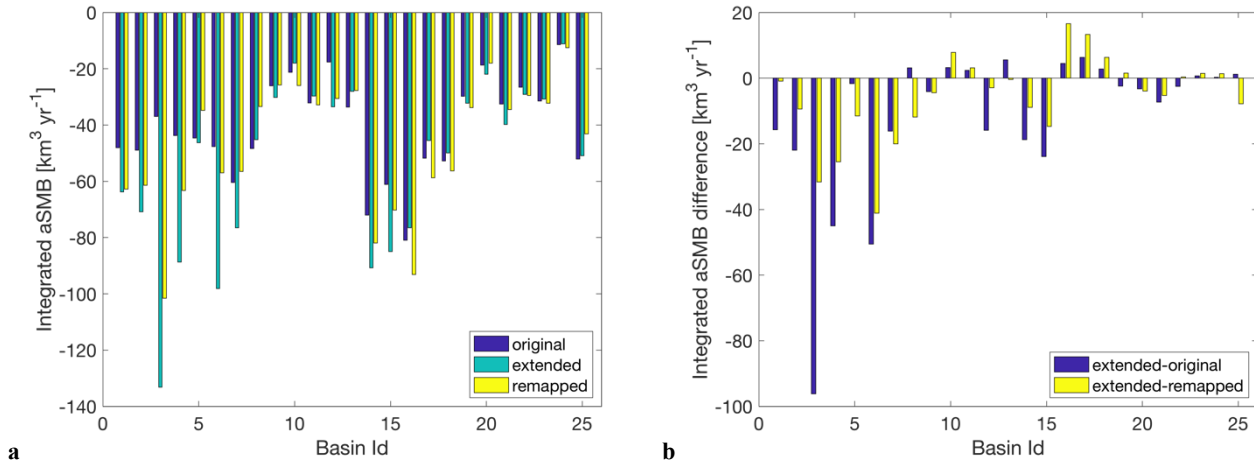 0
-20
-40
-60
-80
-100
-120
-140
Integrated aSMB [km³ yr⁻¹]
0 5 10 15 20 25
Basin Id
original
extended
remapped
a
20
0
-20
-40
-60
-80
-100
Integrated aSMB difference [km³ yr⁻¹]
0 5 10 15 20 25
Basin Id
extended-original
extended-remapped
b